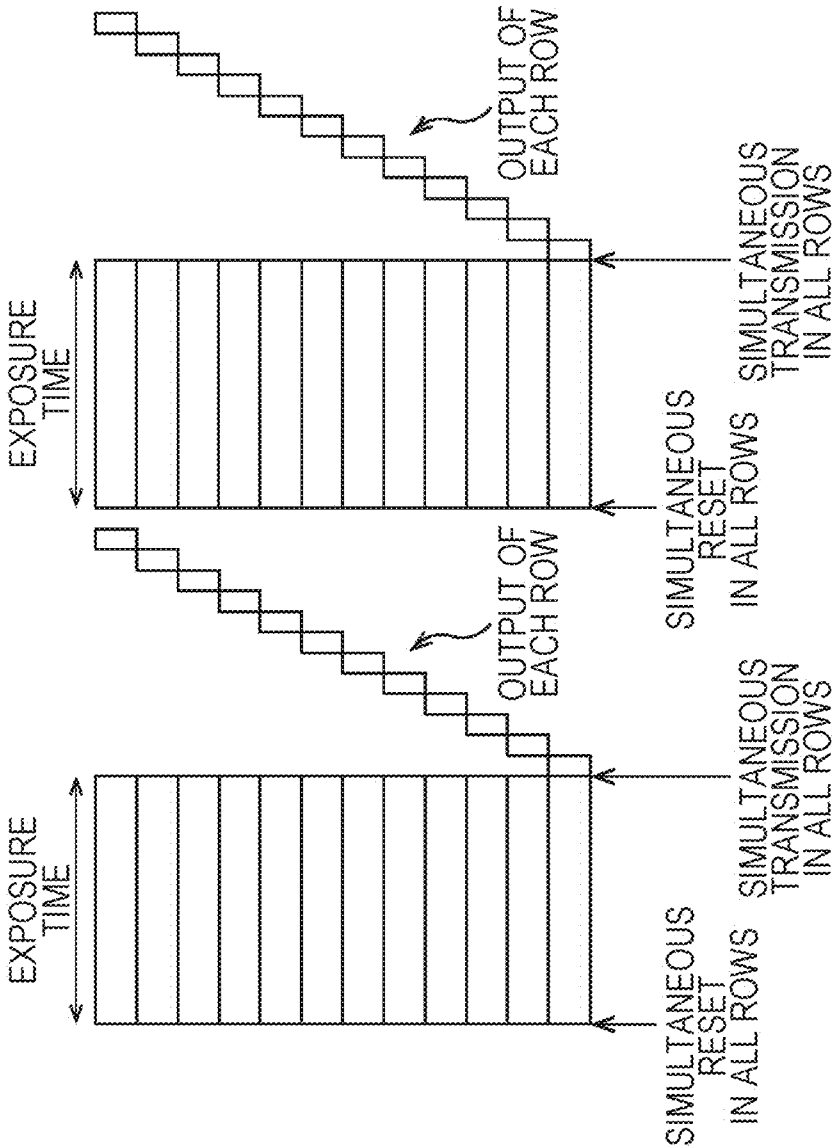 EXPOSURE
TIME
EXPOSURE
TIME
OUTPUT OF
EACH ROW
OUTPUT OF
EACH ROW
SIMULTANEOUS
RESET
IN ALL ROWS
SIMULTANEOUS
TRANSMISSION
IN ALL ROWS
SIMULTANEOUS
RESET
IN ALL ROWS
SIMULTANEOUS
TRANSMISSION
IN ALL ROWS